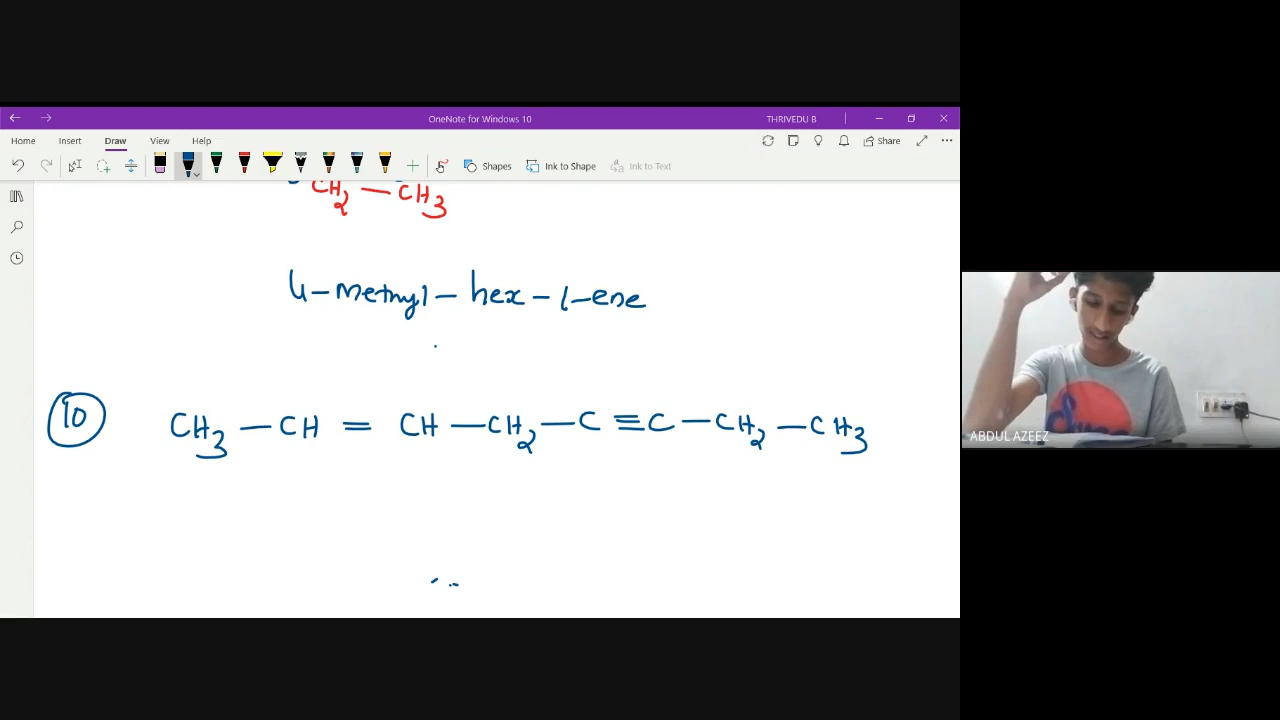 OneNote for Windows 10
THRIVEDU B
Home Insert Draw View Help
Share
Shapes Ink to Shape Ink to Text
CH2 — CH3
4-methyl-hex-1-ene
10 CH3 — CH = CH — CH2 — C ≡ C — CH2 — CH3
ABDUL AZEEZ